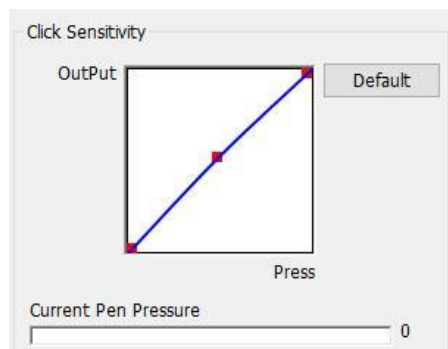 Click Sensitivity
OutPut
Default
Press
Current Pen Pressure
0